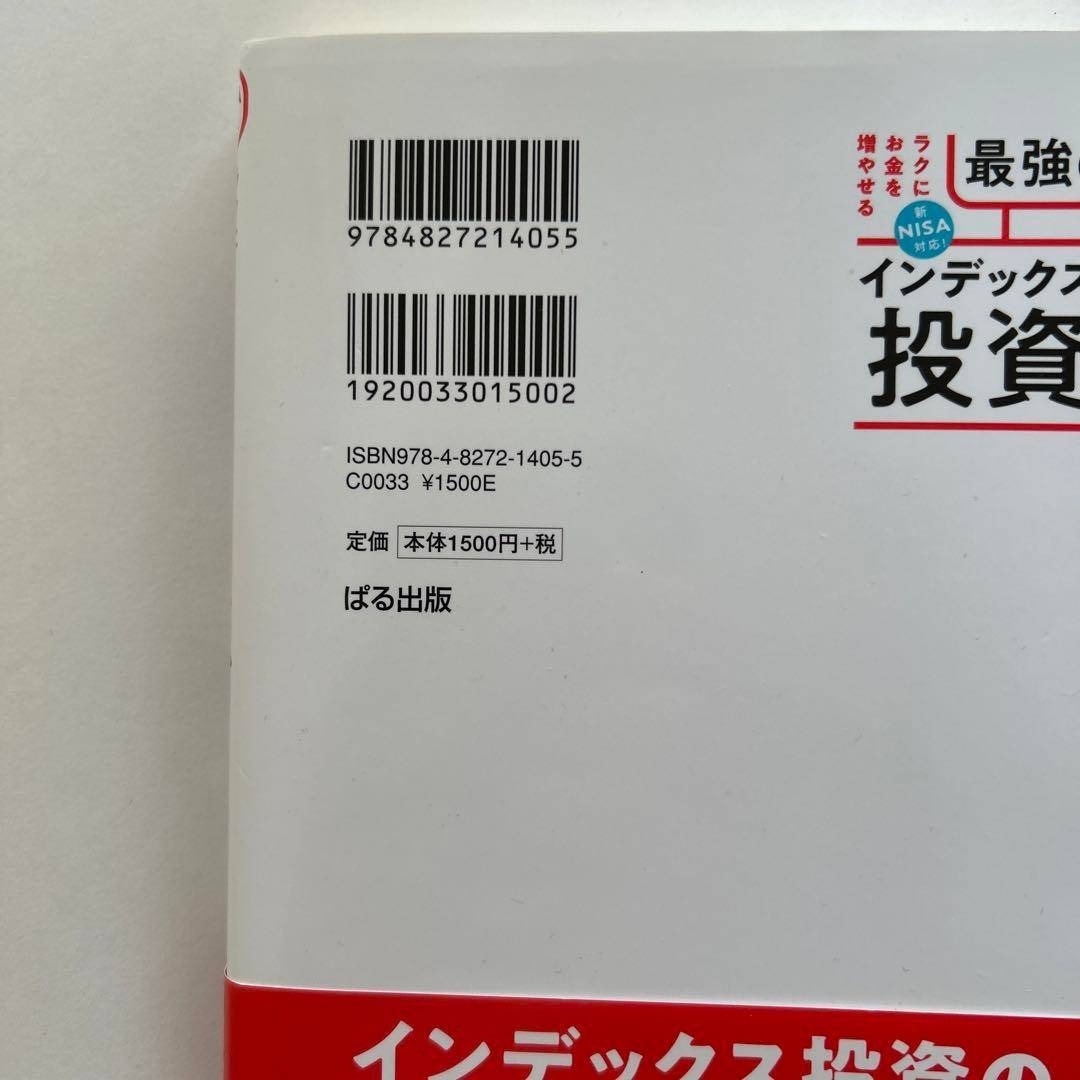 9784827214055
1920033015002
ISBN978-4-8272-1405-5
C0033 ¥1500E
定価 本体1500円+税
ぱる出版
ラクに
お金を
増やせる
最強
新
NISA
対応!
インデックス
投資
インデックス投資の